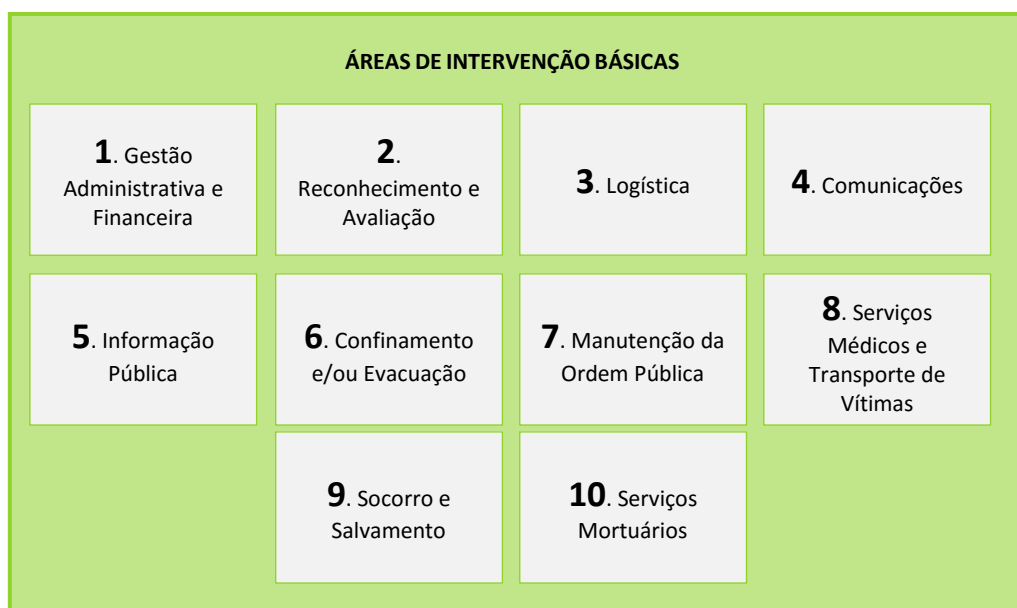 ÁREAS DE INTERVENÇÃO BÁSICAS
1. Gestão
Administrativa e
Financeira
2.
Reconhecimento e
Avaliação
3. Logística
4. Comunicações
5. Informação
Pública
6. Confinamento
e/ou Evacuação
7. Manutenção da
Ordem Pública
8. Serviços
Médicos e
Transporte de
Vítimas
9. Socorro e
Salvamento
10. Serviços
Mortuários